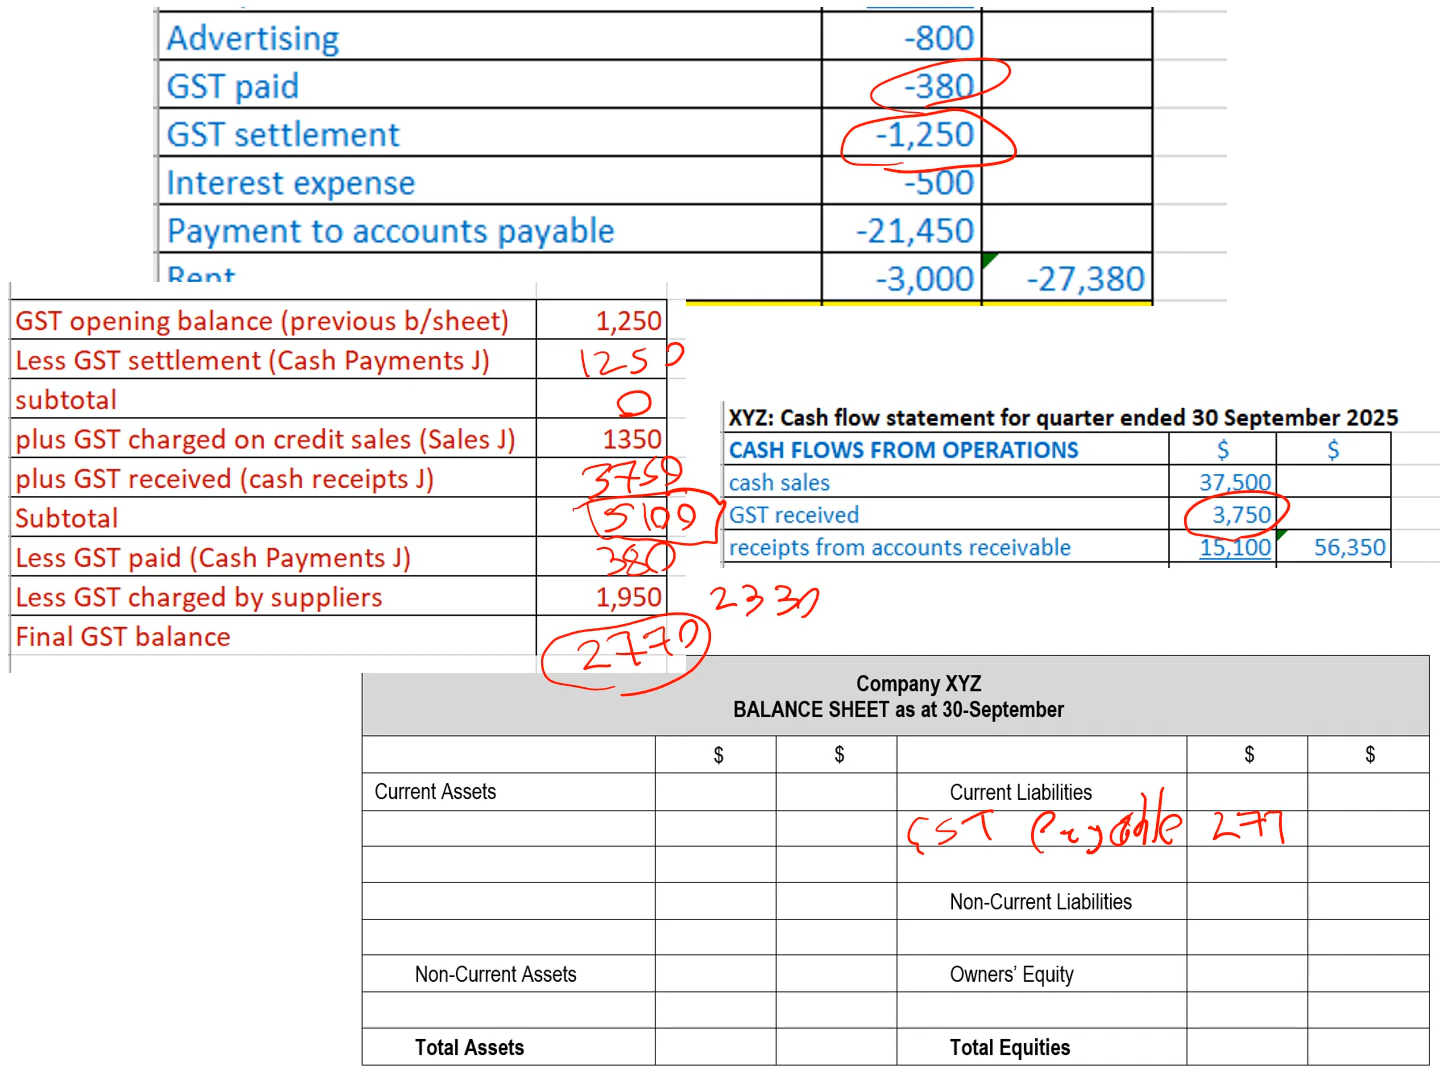 Advertising -800
GST paid -380
GST settlement -1,250
Interest expense -500
Payment to accounts payable -21,450
Rent -3,000 -27,380
GST opening balance (previous b/sheet) 1,250
Less GST settlement (Cash Payments J) 1250
subtotal 0
plus GST charged on credit sales (Sales J) 1350
plus GST received (cash receipts J) 3750
Subtotal 5100
Less GST paid (Cash Payments J) 380
Less GST charged by suppliers 1,950 2330
Final GST balance 2770
XYZ: Cash flow statement for quarter ended 30 September 2025
CASH FLOWS FROM OPERATIONS $ $
cash sales 37,500
GST received 3,750
receipts from accounts receivable 15,100 56,350
Company XYZ
BALANCE SHEET as at 30-September
$ $ $ $
Current Assets Current Liabilities
GST Payable 277
Non-Current Liabilities
Non-Current Assets Owners' Equity
Total Assets Total Equities